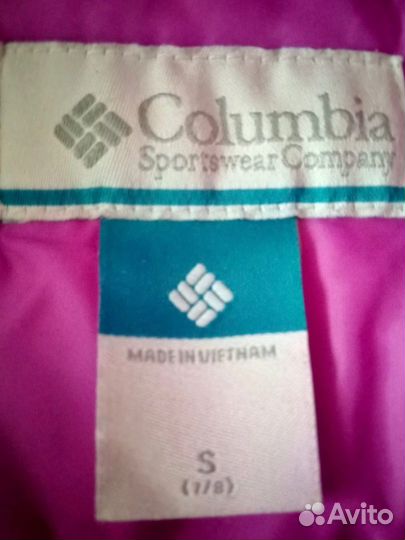 Columbia
Sportswear Company
MADE IN VIETNAM
S
(7/8)
Avito